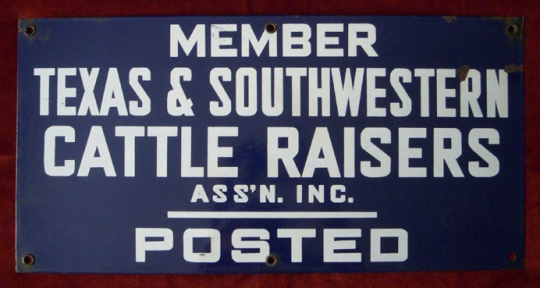 MEMBER
TEXAS & SOUTHWESTERN
CATTLE RAISERS
ASS'N. INC.
POSTED